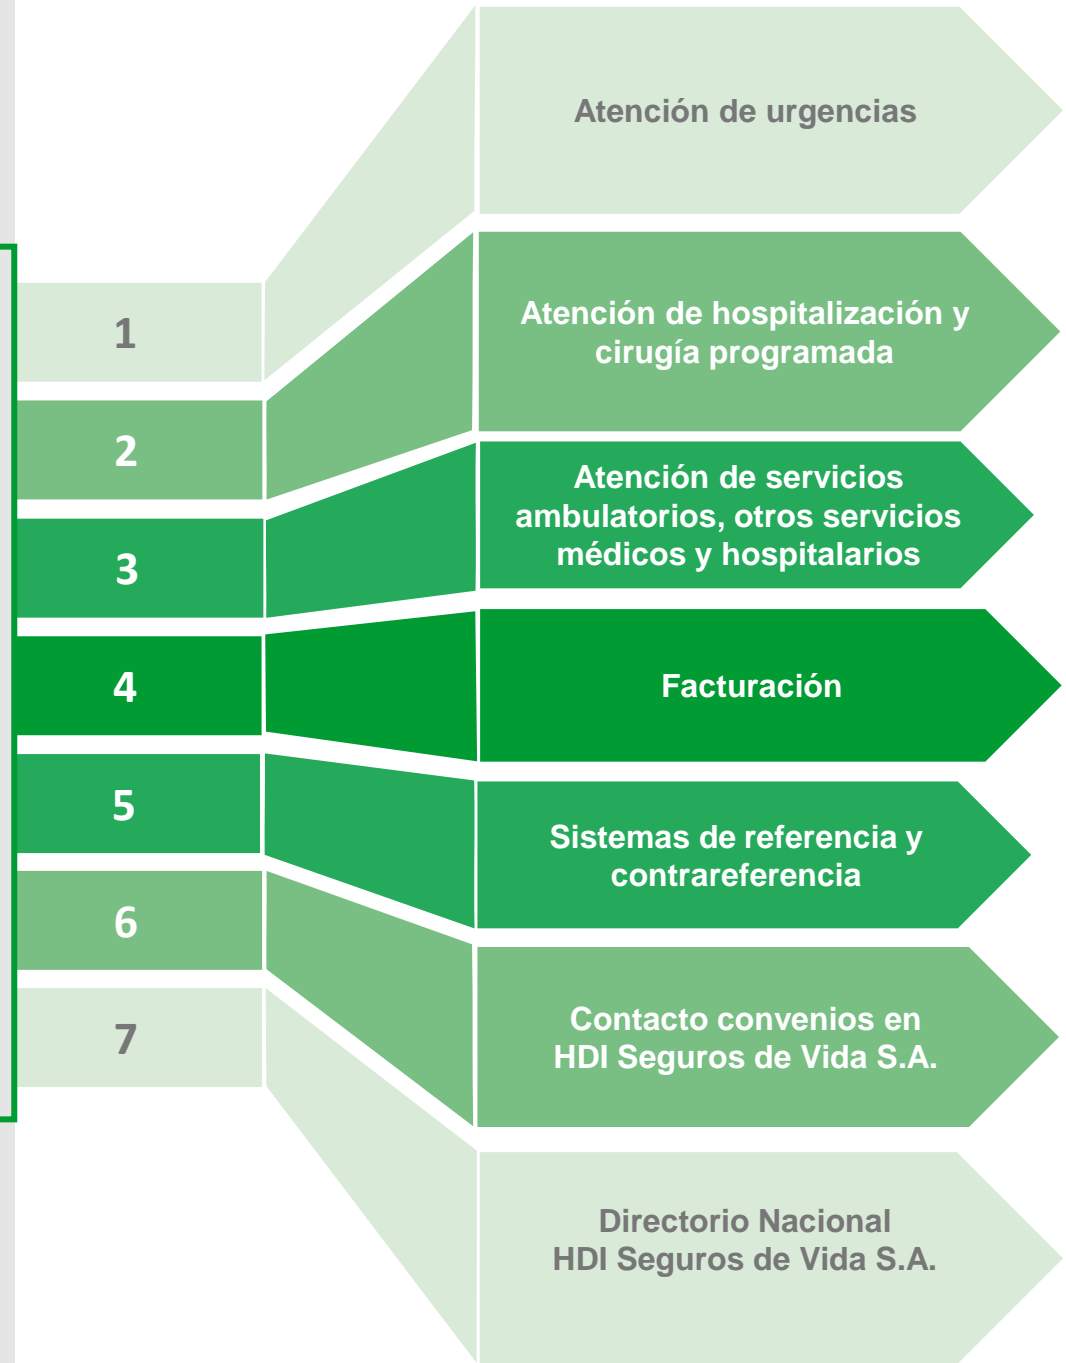 1
Atención de urgencias
2
Atención de hospitalización y
cirugía programada
3
Atención de servicios
ambulatorios, otros servicios
médicos y hospitalarios
4
Facturación
5
Sistemas de referencia y
contrareferencia
6
Contacto convenios en
HDI Seguros de Vida S.A.
7
Directorio Nacional
HDI Seguros de Vida S.A.